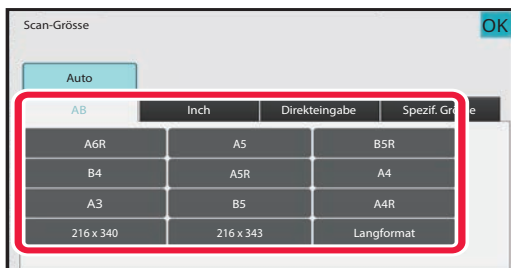 Scan-Grösse OK
Auto
AB Inch Direkteingabe Spezif. Grösse
A6R A5 B5R
B4 A5R A4
A3 B5 A4R
216 x 340 216 x 343 Langformat